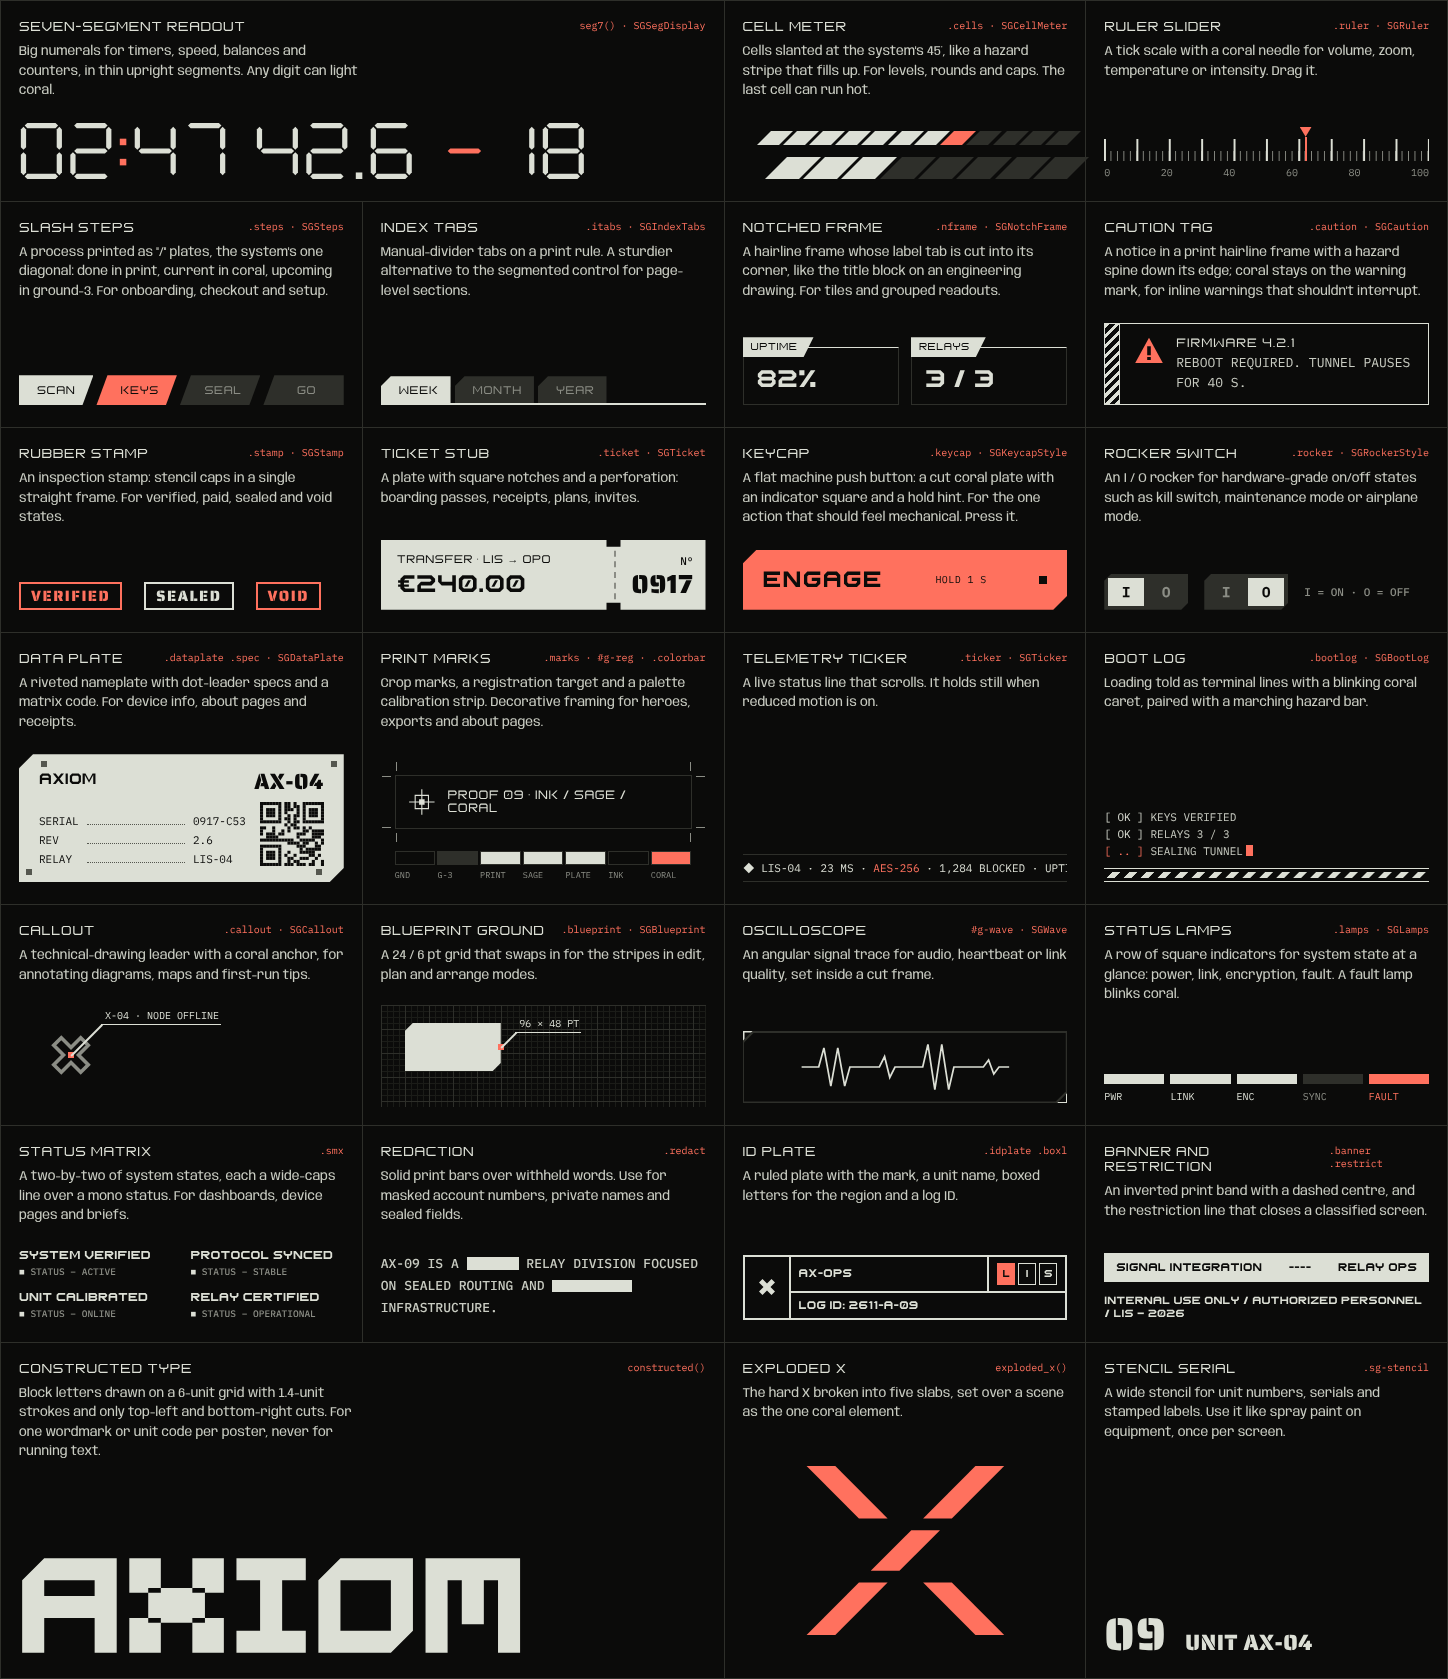 SEVEN-SEGMENT READOUT
seg7() · SGSegDisplay
Big numerals for timers, speed, balances and
counters, in thin upright segments. Any digit can light
coral.
02:47 42.6 – 18
CELL METER
.cells · SGCellMeter
Cells slanted at the system's 45°, like a hazard
stripe that fills up. For levels, rounds and caps. The
last cell can run hot.
RULER SLIDER
.ruler · SGRuler
A tick scale with a coral needle for volume, zoom,
temperature or intensity. Drag it.
0 20 40 60 80 100
SLASH STEPS
.steps · SGSteps
A process printed as "/" plates, the system's one
diagonal: done in print, current in coral, upcoming
in ground-3. For onboarding, checkout and setup.
SCAN KEYS SEAL GO
INDEX TABS
.itabs · SGIndexTabs
Manual-divider tabs on a print rule. A sturdier
alternative to the segmented control for page-
level sections.
WEEK MONTH YEAR
NOTCHED FRAME
.nframe · SGNotchFrame
A hairline frame whose label tab is cut into its
corner, like the title block on an engineering
drawing. For tiles and grouped readouts.
UPTIME
82%
RELAYS
3 / 3
CAUTION TAG
.caution · SGCaution
A notice in a print hairline frame with a hazard
spine down its edge; coral stays on the warning
mark, for inline warnings that shouldn't interrupt.
FIRMWARE 4.2.1
REBOOT REQUIRED. TUNNEL PAUSES
FOR 40 S.
RUBBER STAMP
.stamp · SGStamp
An inspection stamp: stencil caps in a single
straight frame. For verified, paid, sealed and void
states.
VERIFIED SEALED VOID
TICKET STUB
.ticket · SGTicket
A plate with square notches and a perforation:
boarding passes, receipts, plans, invites.
TRANSFER · LIS → OPO
€240.00
Nº
0917
KEYCAP
.keycap · SGKeycapStyle
A flat machine push button: a cut coral plate with
an indicator square and a hold hint. For the one
action that should feel mechanical. Press it.
ENGAGE HOLD 1 S
ROCKER SWITCH
.rocker · SGRockerStyle
An I / O rocker for hardware-grade on/off states
such as kill switch, maintenance mode or airplane
mode.
I O I O I = ON · O = OFF
DATA PLATE
.dataplate .spec · SGDataPlate
A riveted nameplate with dot-leader specs and a
matrix code. For device info, about pages and
receipts.
AXIOM
AX-04
SERIAL 0917-C53
REV 2.6
RELAY LIS-04
PRINT MARKS
.marks · #g-reg · .colorbar
Crop marks, a registration target and a palette
calibration strip. Decorative framing for heroes,
exports and about pages.
PROOF 09 · INK / SAGE /
CORAL
GND G-3 PRINT SAGE PLATE INK CORAL
TELEMETRY TICKER
.ticker · SGTicker
A live status line that scrolls. It holds still when
reduced motion is on.
◆ LIS-04 · 23 MS · AES-256 · 1,284 BLOCKED · UPT
BOOT LOG
.bootlog · SGBootLog
Loading told as terminal lines with a blinking coral
caret, paired with a marching hazard bar.
[ OK ] KEYS VERIFIED
[ OK ] RELAYS 3 / 3
[ .. ] SEALING TUNNEL
CALLOUT
.callout · SGCallout
A technical-drawing leader with a coral anchor, for
annotating diagrams, maps and first-run tips.
X-04 · NODE OFFLINE
BLUEPRINT GROUND
.blueprint · SGBlueprint
A 24 / 6 pt grid that swaps in for the stripes in edit,
plan and arrange modes.
96 × 48 PT
OSCILLOSCOPE
#g-wave · SGWave
An angular signal trace for audio, heartbeat or link
quality, set inside a cut frame.
STATUS LAMPS
.lamps · SGLamps
A row of square indicators for system state at a
glance: power, link, encryption, fault. A fault lamp
blinks coral.
PWR LINK ENC SYNC FAULT
STATUS MATRIX
.smx
A two-by-two of system states, each a wide-caps
line over a mono status. For dashboards, device
pages and briefs.
SYSTEM VERIFIED
■ STATUS – ACTIVE
PROTOCOL SYNCED
■ STATUS – STABLE
UNIT CALIBRATED
■ STATUS – ONLINE
RELAY CERTIFIED
■ STATUS – OPERATIONAL
REDACTION
.redact
Solid print bars over withheld words. Use for
masked account numbers, private names and
sealed fields.
AX-09 IS A RELAY DIVISION FOCUSED
ON SEALED ROUTING AND
INFRASTRUCTURE.
ID PLATE
.idplate .boxl
A ruled plate with the mark, a unit name, boxed
letters for the region and a log ID.
AX-OPS
L I S
LOG ID: 2611-A-09
BANNER AND
RESTRICTION
.banner
.restrict
An inverted print band with a dashed centre, and
the restriction line that closes a classified screen.
SIGNAL INTEGRATION ---- RELAY OPS
INTERNAL USE ONLY / AUTHORIZED PERSONNEL
/ LIS – 2026
CONSTRUCTED TYPE
constructed()
Block letters drawn on a 6-unit grid with 1.4-unit
strokes and only top-left and bottom-right cuts. For
one wordmark or unit code per poster, never for
running text.
AXIOM
EXPLODED X
exploded_x()
The hard X broken into five slabs, set over a scene
as the one coral element.
STENCIL SERIAL
.sg-stencil
A wide stencil for unit numbers, serials and
stamped labels. Use it like spray paint on
equipment, once per screen.
09 UNIT AX-04